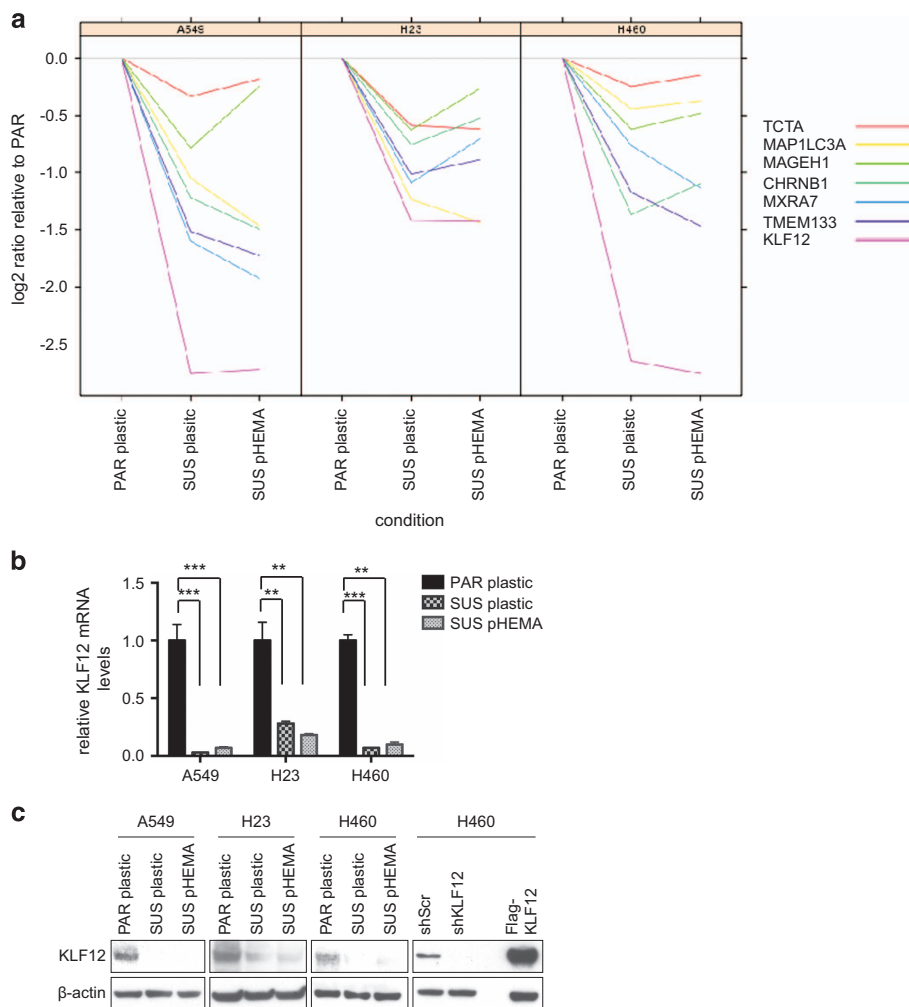 a
A549 H23 H460
0.0
-0.5
-1.0
-1.5
-2.0
-2.5
log2 ratio relative to PAR
PAR plastic
SUS plasitc
SUS pHEMA
PAR plastic
SUS plastic
SUS pHEMA
PAR plasitc
SUS plaistc
SUS pHEMA
condition
TCTA
MAP1LC3A
MAGEH1
CHRNB1
MXRA7
TMEM133
KLF12
b
relative KLF12 mRNA
levels
1.5
1.0
0.5
0.0
*** ** **
*** ** ***
A549 H23 H460
PAR plastic
SUS plastic
SUS pHEMA
c
A549 H23 H460 H460
PAR plastic
SUS plastic
SUS pHEMA
PAR plastic
SUS plastic
SUS pHEMA
PAR plastic
SUS plastic
SUS pHEMA
shScr
shKLF12
Flag-
KLF12
KLF12
β-actin